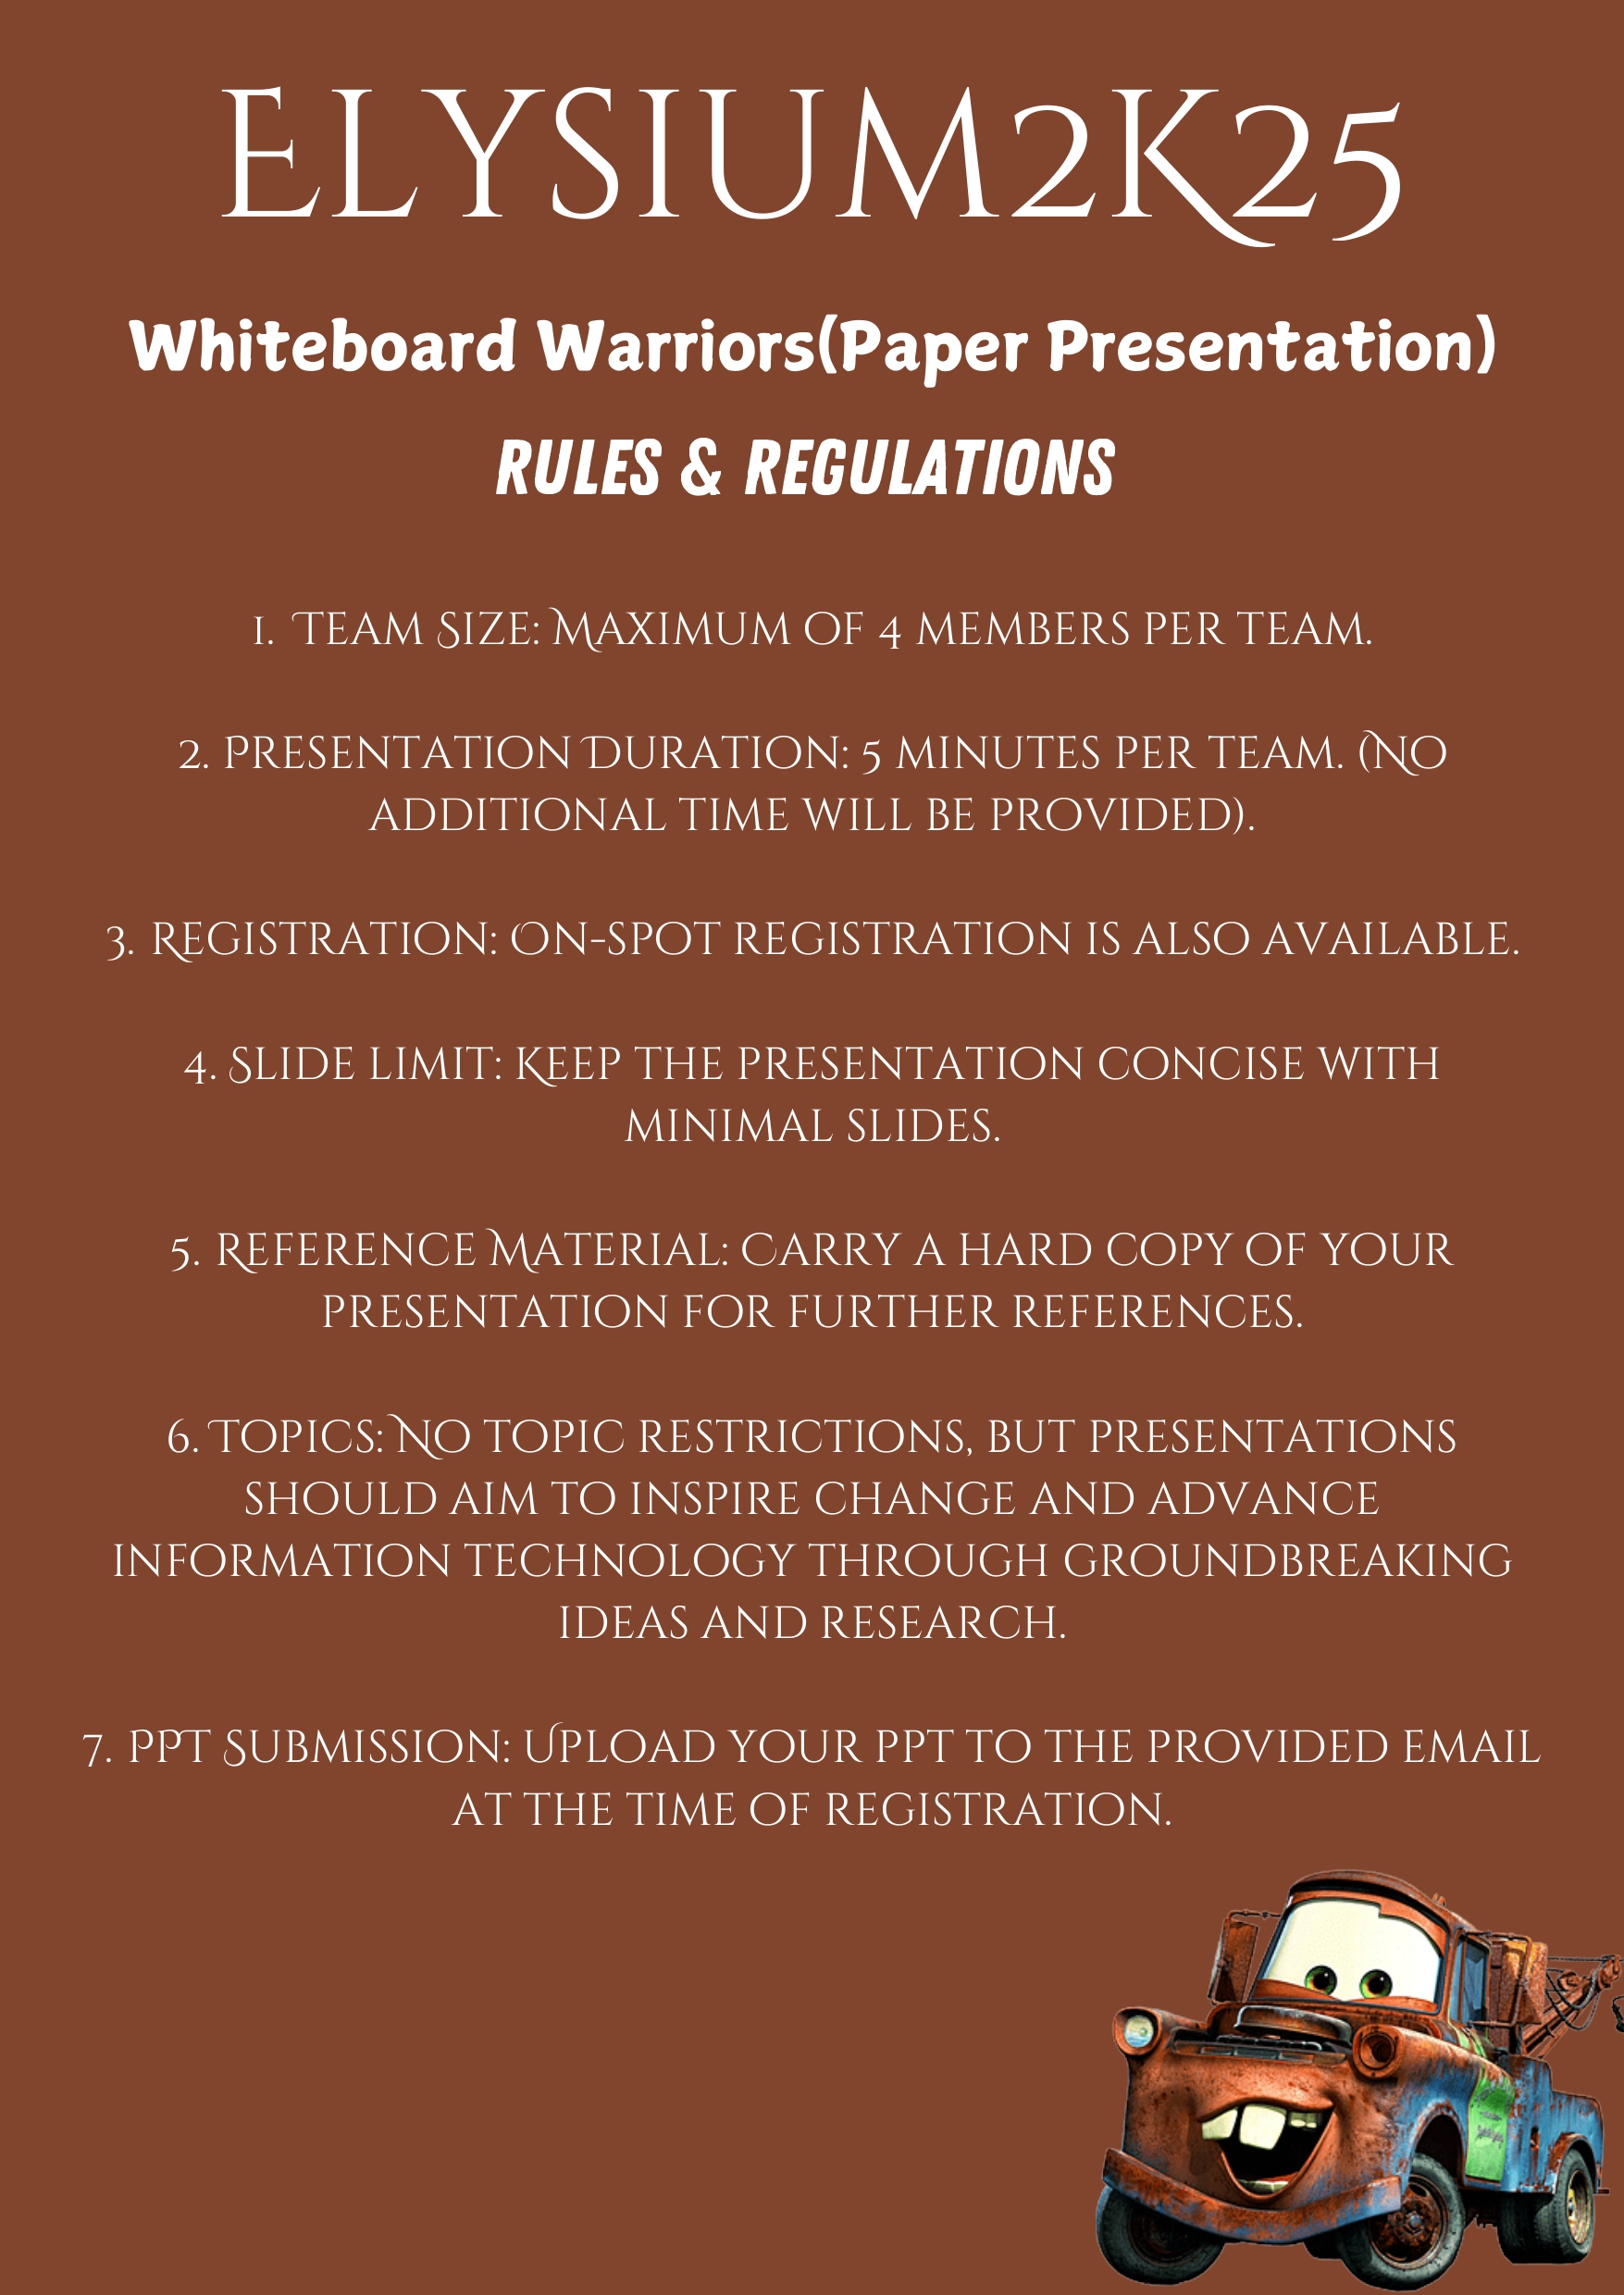 ELYSIUM2K25
Whiteboard Warriors(Paper Presentation)
RULES & REGULATIONS
1. Team Size: Maximum of 4 members per team.
2. Presentation Duration: 5 minutes per team. (No
additional time will be provided).
3. Registration: On-spot registration is also available.
4. Slide limit: Keep the presentation concise with
minimal slides.
5. Reference Material: Carry a hard copy of your
presentation for further references.
6. Topics: No topic restrictions, but presentations
should aim to inspire change and advance
information technology through groundbreaking
ideas and research.
7. PPT Submission: Upload your PPT to the provided email
at the time of registration.